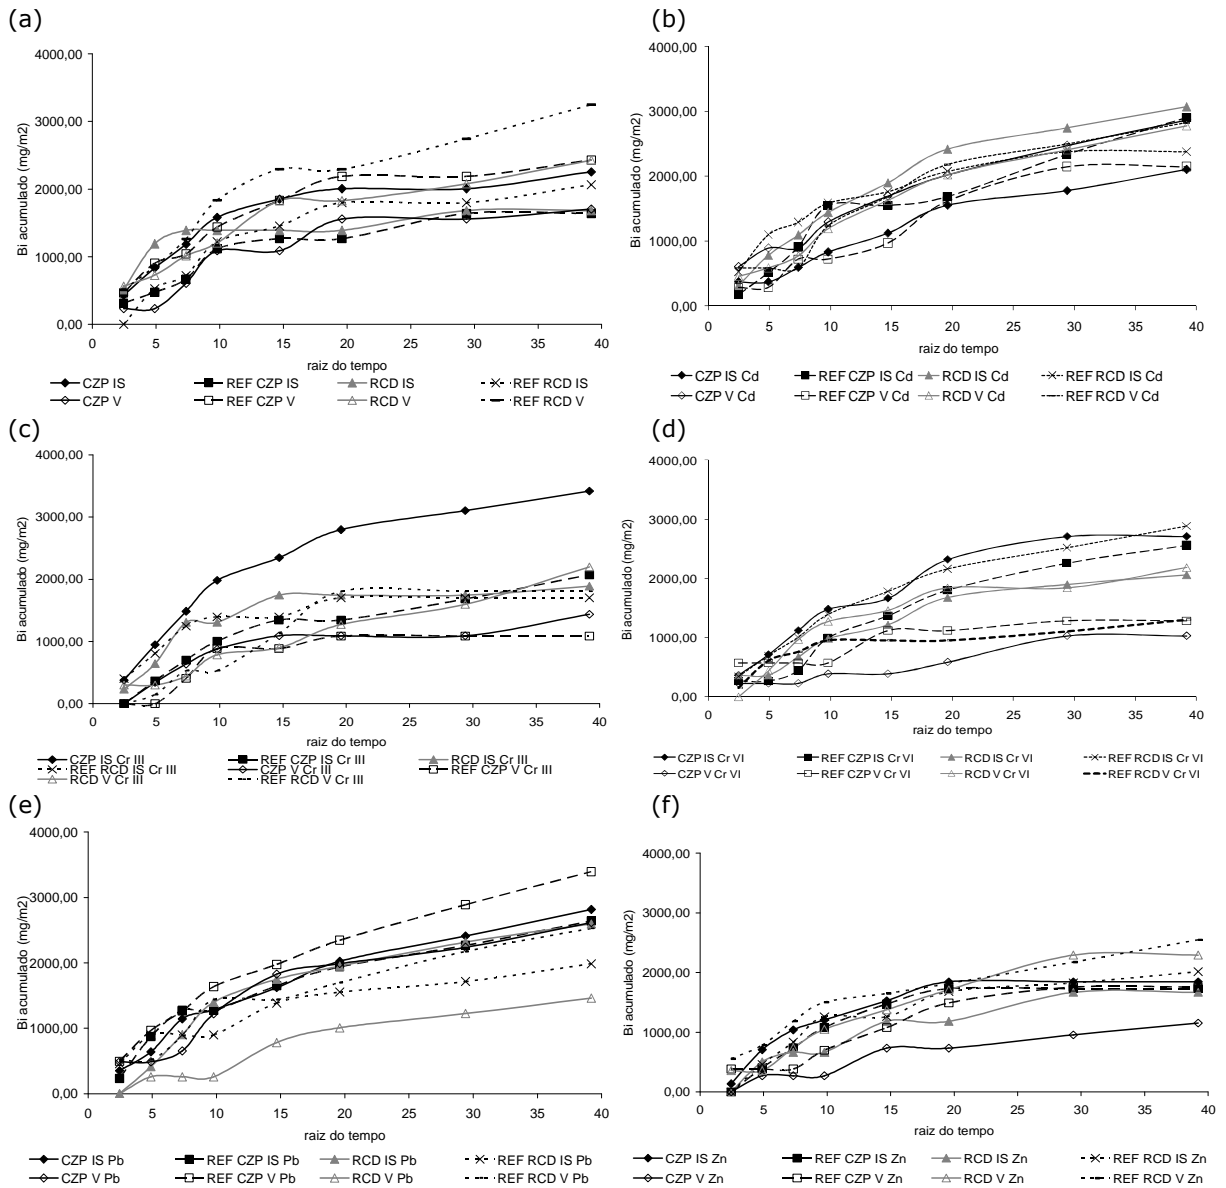 (a)
Bi acumulado (mg/m2)
4000,00
3000,00
2000,00
1000,00
0,00
0 5 10 15 20 25 30 35 40
raiz do tempo
CZP IS REF CZP IS RCD IS REF RCD IS
CZP V REF CZP V RCD V REF RCD V
(b)
Bi acumulado (mg/m2)
4000,00
3000,00
2000,00
1000,00
0,00
0 5 10 15 20 25 30 35 40
raiz do tempo
CZP IS Cd REF CZP IS Cd RCD IS Cd REF RCD IS Cd
CZP V Cd REF CZP V Cd RCD V Cd REF RCD V Cd
(c)
Bi acumulado (mg/m2)
4000,00
3000,00
2000,00
1000,00
0,00
0 5 10 15 20 25 30 35 40
raiz do tempo
CZP IS Cr III REF CZP IS Cr III RCD IS Cr III
REF RCD IS Cr III CZP V Cr III REF CZP V Cr III
RCD V Cr III REF RCD V Cr III
(d)
Bi acumulado (mg/m2)
4000,00
3000,00
2000,00
1000,00
0,00
0 5 10 15 20 25 30 35 40
raiz do tempo
CZP IS Cr VI REF CZP IS Cr VI RCD IS Cr VI REF RCD IS Cr VI
CZP V Cr VI REF CZP V Cr VI RCD V Cr VI REF RCD V Cr VI
(e)
Bi acumulado (mg/m2)
4000,00
3000,00
2000,00
1000,00
0,00
0 5 10 15 20 25 30 35 40
raiz do tempo
CZP IS Pb REF CZP IS Pb RCD IS Pb REF RCD IS Pb
CZP V Pb REF CZP V Pb RCD V Pb REF RCD V Pb
(f)
Bi acumulado (mg/m2)
4000,00
3000,00
2000,00
1000,00
0,00
0 5 10 15 20 25 30 35 40
raiz do tempo
CZP IS Zn REF CZP IS Zn RCD IS Zn REF RCD IS Zn
CZP V Zn REF CZP V Zn RCD V Zn REF RCD V Zn